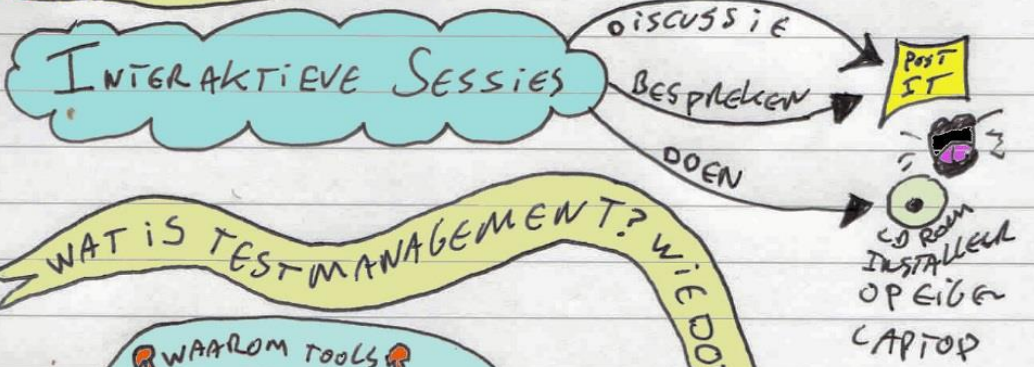 INTERAKTIEVE SESSIES
DISCUSSIE
POST
IT
BESPREKEN
DOEN
CD ROM
INSTALLEER
OP EIGEN
LAPTOP
WAT IS TESTMANAGEMENT? WIE DO
WAAROM TOOLS